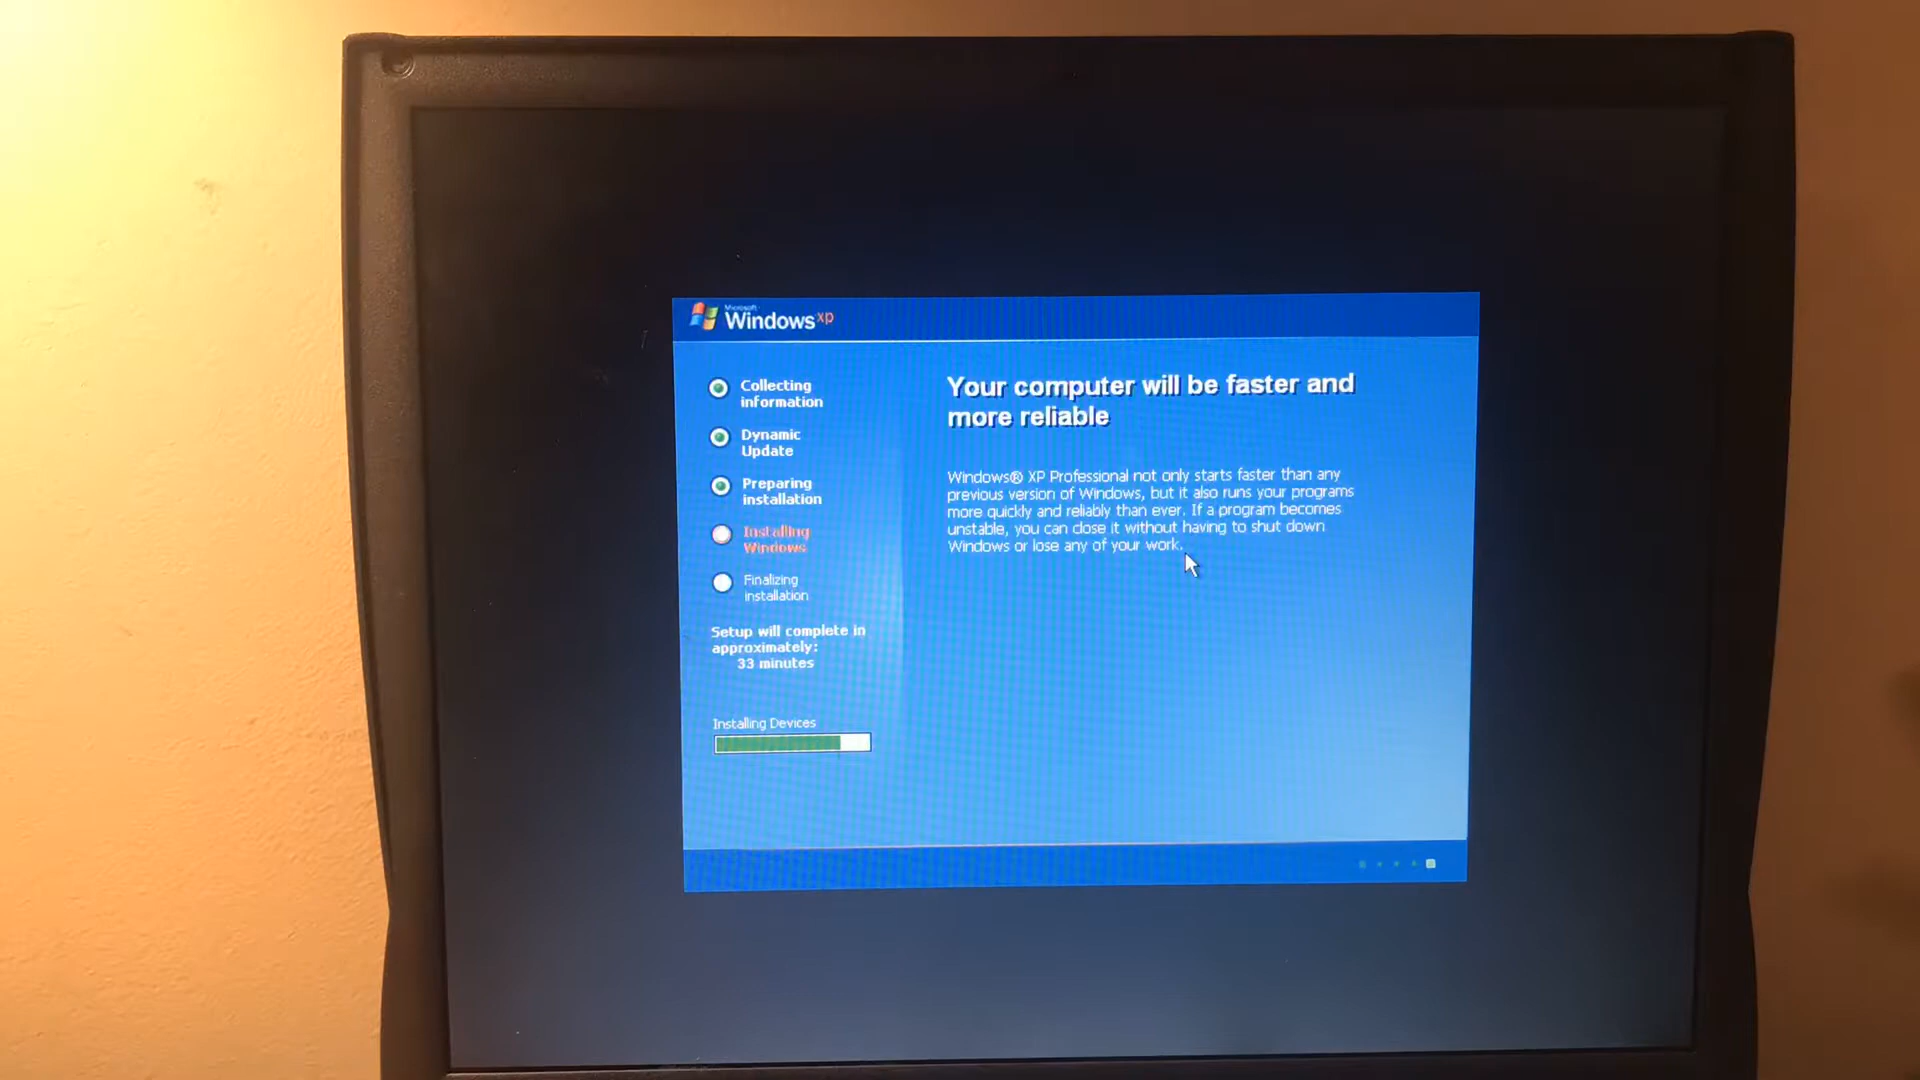 Microsoft
Windows xp
Collecting
information
Dynamic
Update
Preparing
installation
Installing
Windows
Finalizing
installation
Setup will complete in
approximately:
33 minutes
Installing Devices
Your computer will be faster and
more reliable
Windows® XP Professional not only starts faster than any
previous version of Windows, but it also runs your programs
more quickly and reliably than ever. If a program becomes
unstable, you can close it without having to shut down
Windows or lose any of your work.